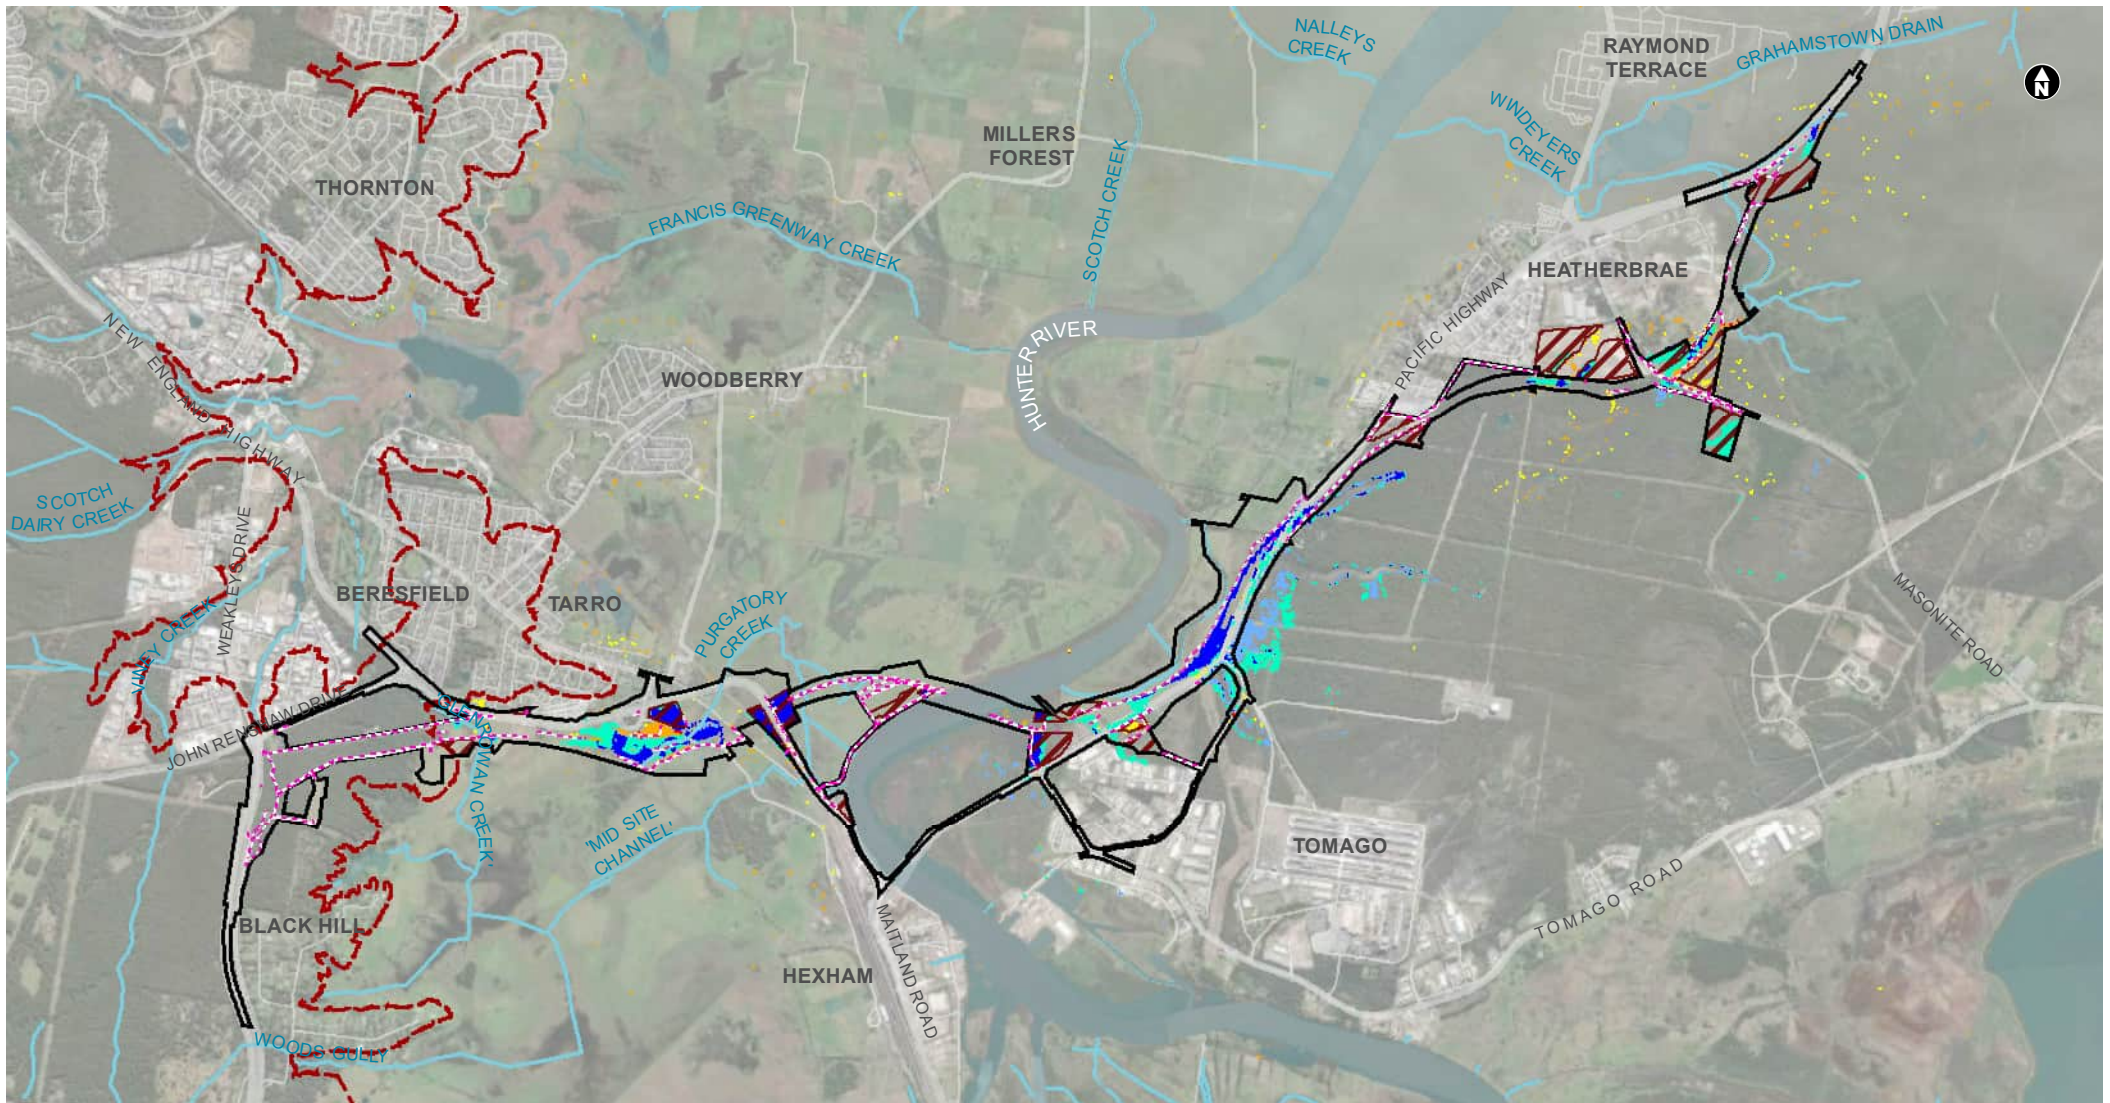 NALLEYS
CREEK
RAYMOND
TERRACE
GRAHAMSTOWN DRAIN
N
WINDEYERS
CREEK
MILLERS
FOREST
SCOTCH CREEK
THORNTON
FRANCIS GREENWAY CREEK
HEATHERBRAE
PACIFIC HIGHWAY
HUNTER RIVER
NEW ENGLAND HIGHWAY
WOODBERRY
SCOTCH
DAIRY CREEK
WEAKLEYS DRIVE
BERESFIELD
TARRO
PURGATORY
CREEK
VINEY CREEK
MASONITE ROAD
JOHN RENSHAW DRIVE
'GLENROWAN CREEK'
'MID SITE
CHANNEL'
TOMAGO
TOMAGO ROAD
BLACK HILL
HEXHAM
MAITLAND ROAD
WOODS GULLY